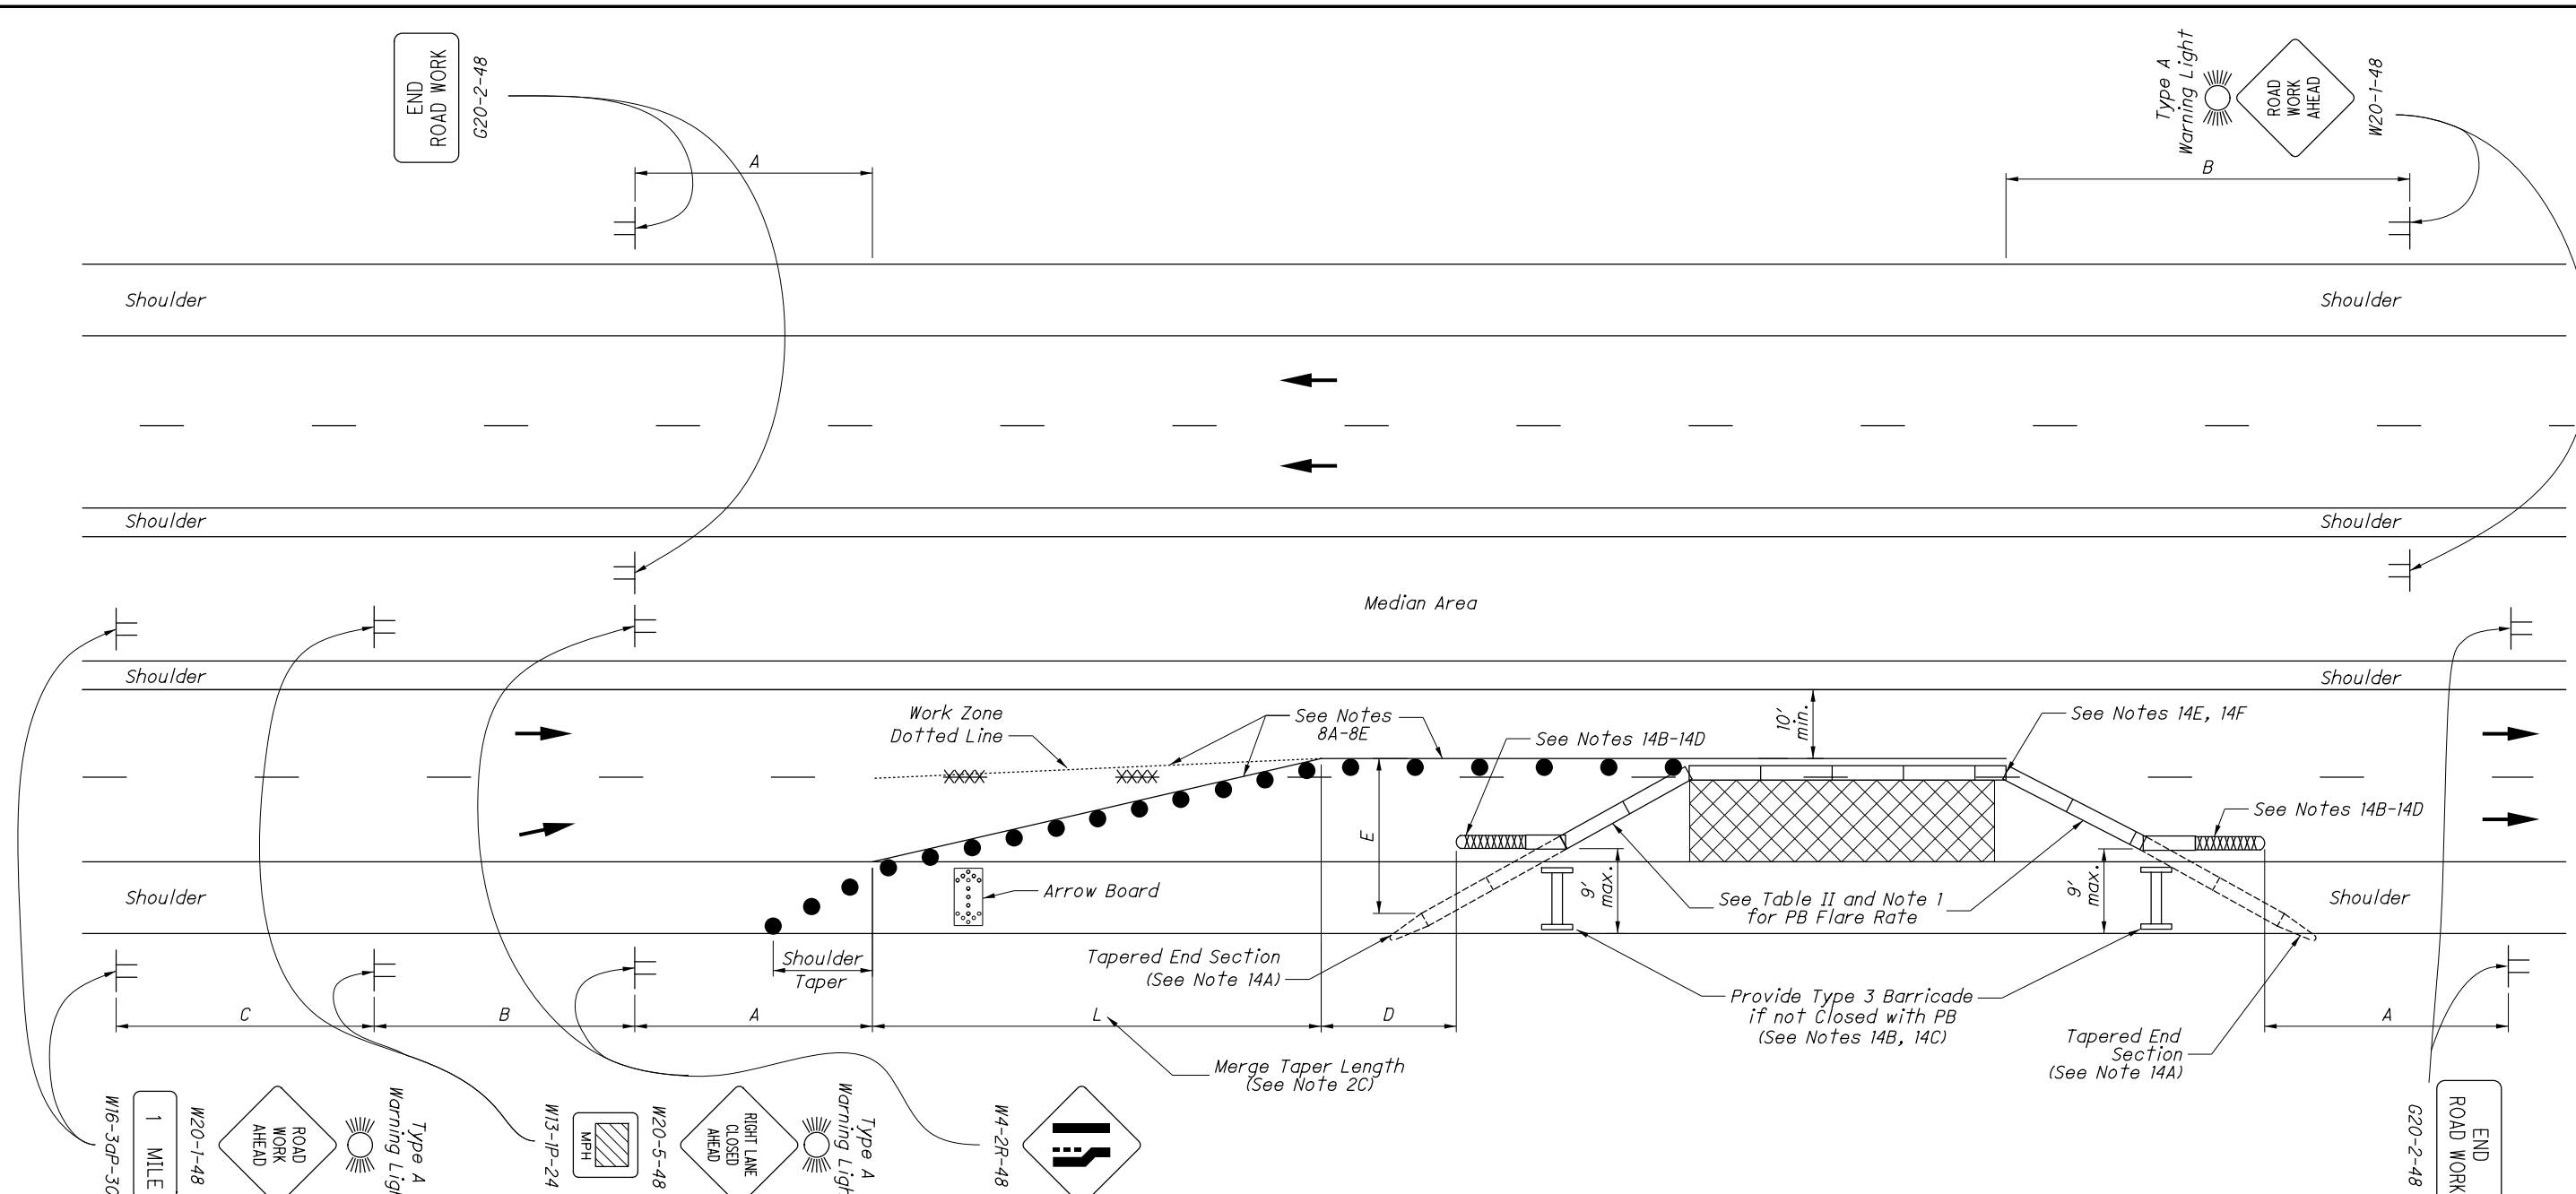 END
ROAD WORK
G20-2-48
Type A
Warning Light
ROAD
WORK
AHEAD
W20-1-48
A
B
Shoulder
Shoulder
Shoulder
Shoulder
Median Area
Shoulder
Shoulder
Work Zone
Dotted Line
See Notes
8A-8E
See Notes 14B-14D
10'
min.
See Notes 14E, 14F
E
See Notes 14B-14D
Arrow Board
9'
max.
See Table II and Note 1
for PB Flare Rate
9'
max.
Shoulder
Shoulder
Shoulder
Taper
Tapered End Section
(See Note 14A)
Provide Type 3 Barricade
if not Closed with PB
(See Notes 14B, 14C)
Tapered End
Section
(See Note 14A)
C
B
A
L
D
A
Merge Taper Length
(See Note 2C)
W16-3aP-30
1 MILE
W20-1-48
ROAD
WORK
AHEAD
Type A
W13-1P-24
MPH
W20-5-48
RIGHT LANE
CLOSED
AHEAD
Type A
Warning Light
W4-2R-48
G20-2-48
END
ROAD WORK